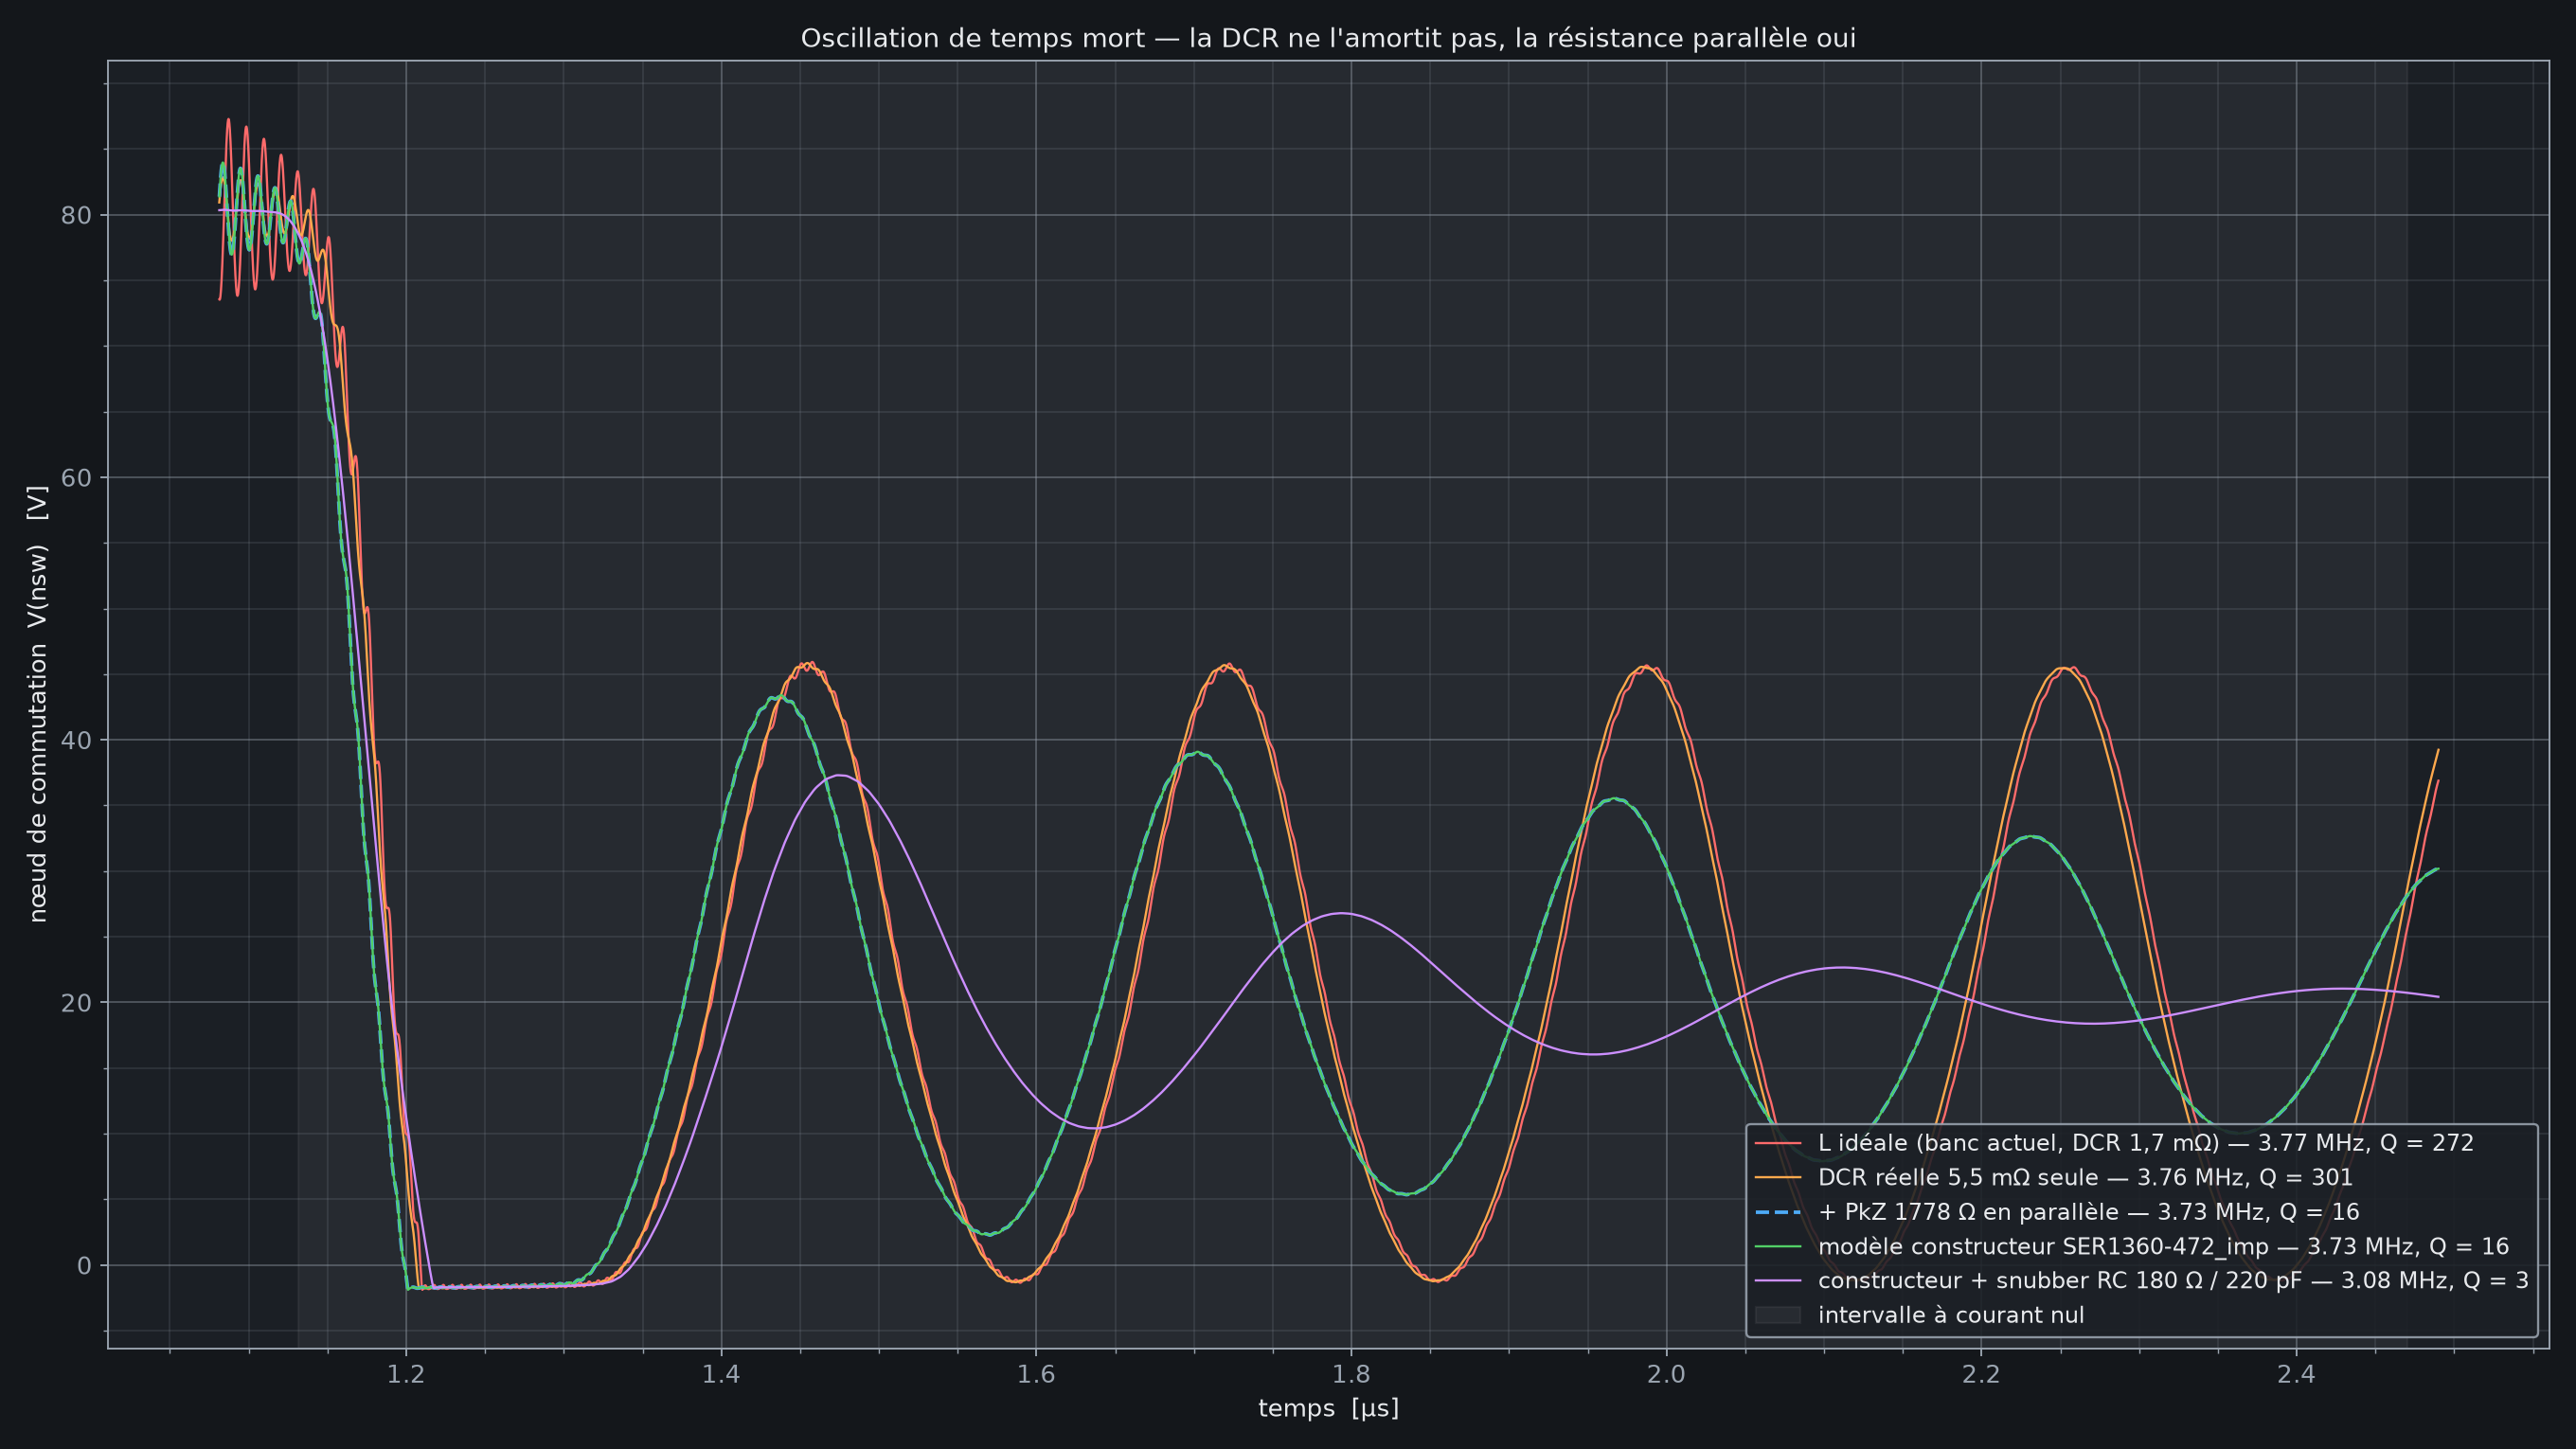 Oscillation de temps mort — la DCR ne l'amortit pas, la résistance parallèle oui
nœud de commutation V(nsw) [V]
80
60
40
20
0
L idéale (banc actuel, DCR 1,7 mΩ) — 3.77 MHz, Q = 272
DCR réelle 5,5 mΩ seule — 3.76 MHz, Q = 301
+ PkZ 1778 Ω en parallèle — 3.73 MHz, Q = 16
modèle constructeur SER1360-472_imp — 3.73 MHz, Q = 16
constructeur + snubber RC 180 Ω / 220 pF — 3.08 MHz, Q = 3
intervalle à courant nul
1.2 1.4 1.6 1.8 2.0 2.2 2.4
temps [µs]